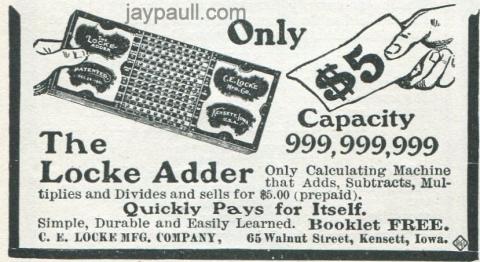 jaypaull.com
The
LOCKE
ADDER
PATENTED
C.E. LOCKE
MFG. CO.
KENSETT, IOWA
U.S.A.
Only
$5
Capacity
999,999,999
The
Locke Adder
Only Calculating Machine
that Adds, Subtracts, Mul-
tiplies and Divides and sells for $5.00 (prepaid).
Quickly Pays for Itself.
Simple, Durable and Easily Learned. Booklet FREE.
C. E. LOCKE MFG. COMPANY, 65 Walnut Street, Kensett, Iowa.